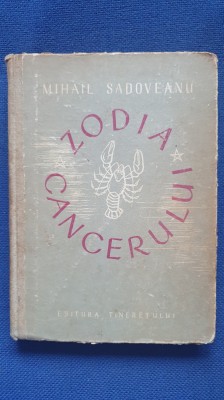 MIHAIL SADOVEANU
ZODIA
CANCERULUI
EDITURA TINERETULUI